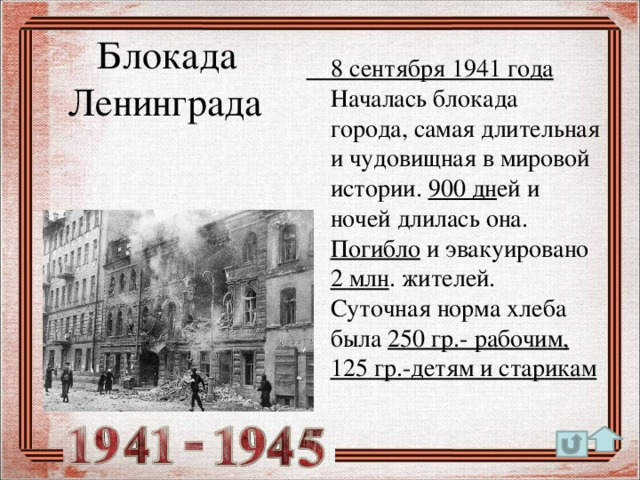 Блокада
Ленинграда
8 сентября 1941 года
Началась блокада
города, самая длительная
и чудовищная в мировой
истории. 900 дней и
ночей длилась она.
Погибло и эвакуировано
2 млн. жителей.
Суточная норма хлеба
была 250 гр.- рабочим,
125 гр.-детям и старикам
1941 - 1945